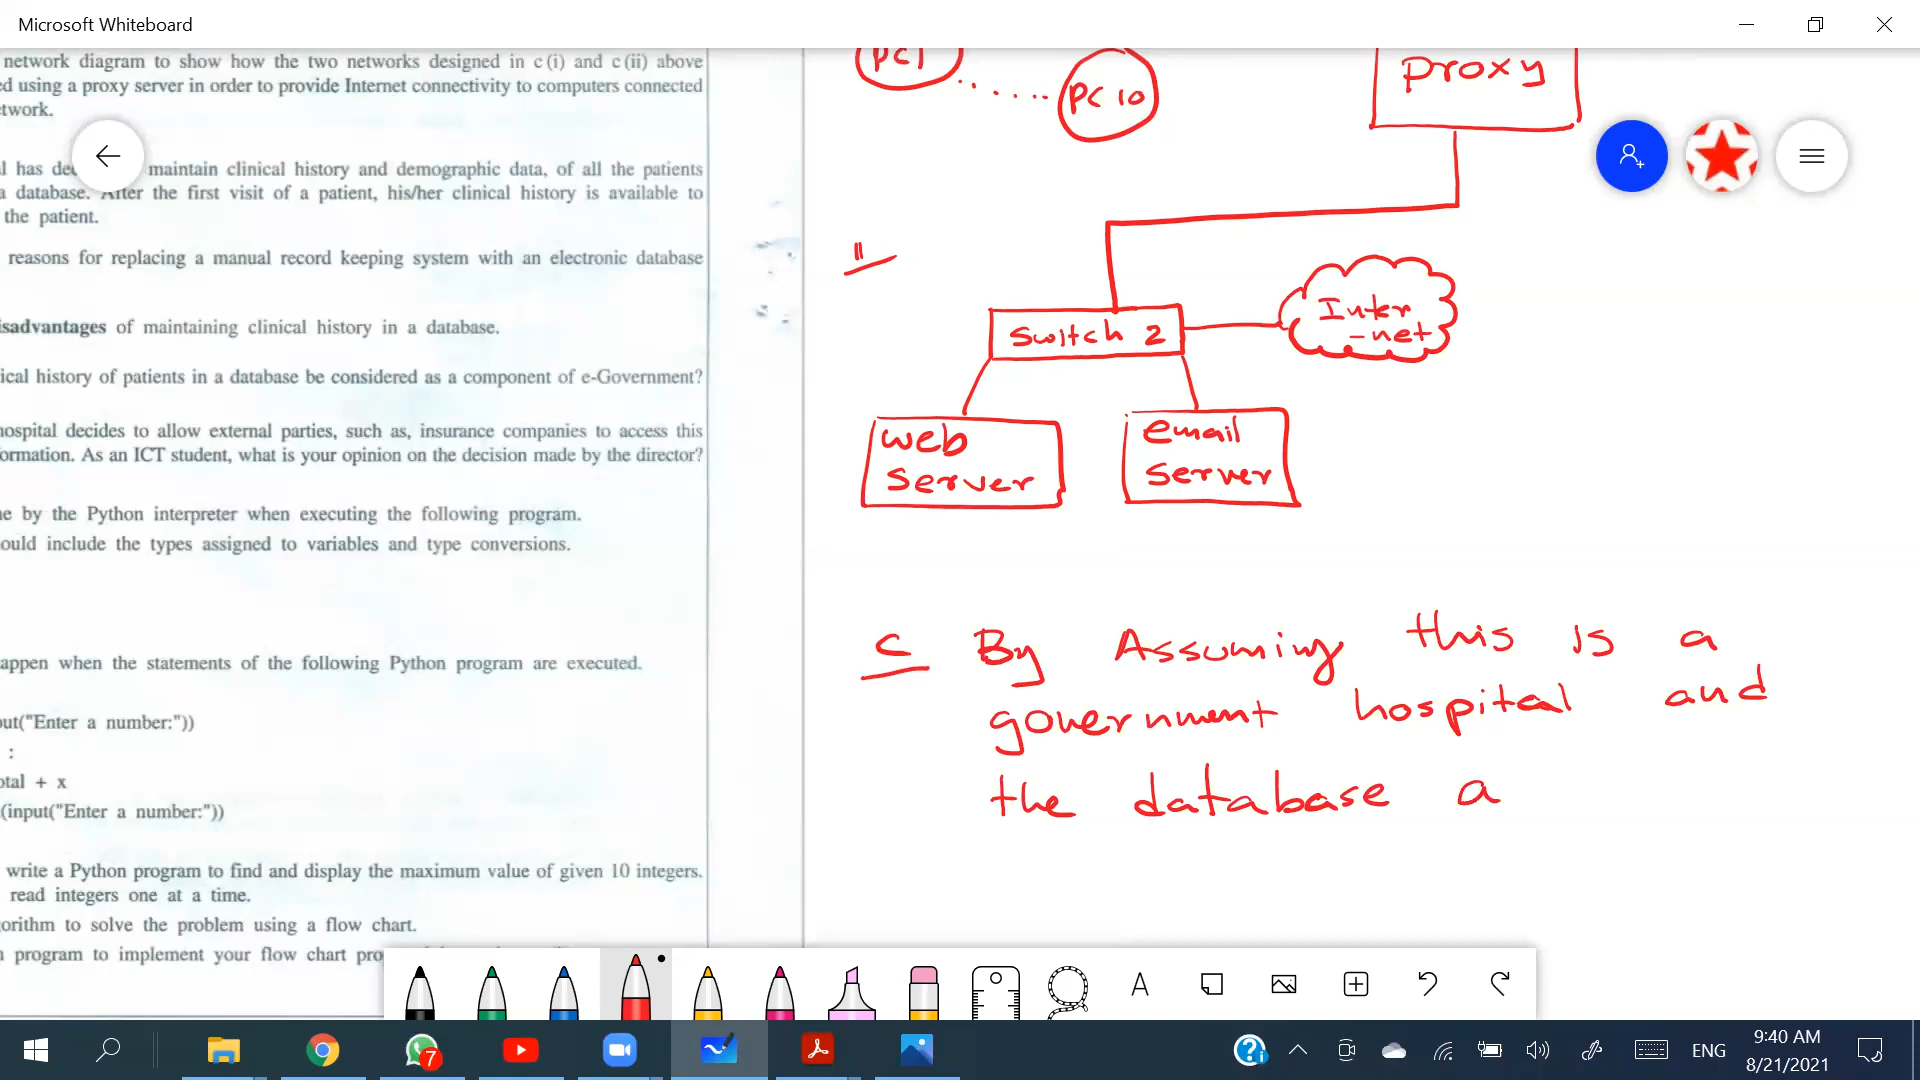 Microsoft Whiteboard
network diagram to show how the two networks designed in c (i) and c (ii) above
ed using a proxy server in order to provide Internet connectivity to computers connected
twork.
l has maintain clinical history and demographic data, of all the patients
a database. After the first visit of a patient, his/her clinical history is available to
the patient.
reasons for replacing a manual record keeping system with an electronic database
isadvantages of maintaining clinical history in a database.
ical history of patients in a database be considered as a component of e-Government?
ospital decides to allow external parties, such as, insurance companies to access this
ormation. As an ICT student, what is your opinion on the decision made by the director?
ne by the Python interpreter when executing the following program.
ould include the types assigned to variables and type conversions.
appen when the statements of the following Python program are executed.
out("Enter a number:"))
:
otal + x
(input("Enter a number:"))
write a Python program to find and display the maximum value of given 10 integers.
read integers one at a time.
orithm to solve the problem using a flow chart.
n program to implement your flow chart pro
PC1
PC 10
Proxy
11
Switch 2
Inter
-net
web
Server
email
Server
C By Assuming this is a
government hospital and
the database a
7
ENG
9:40 AM
8/21/2021